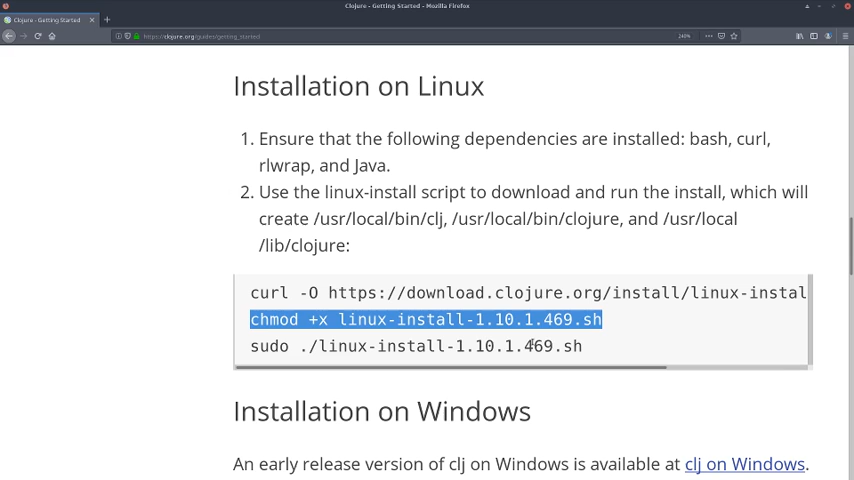 Clojure - Getting Started - Mozilla Firefox
Clojure - Getting Started
https://clojure.org/guides/getting_started
240%
Installation on Linux
1. Ensure that the following dependencies are installed: bash, curl,
rlwrap, and Java.
2. Use the linux-install script to download and run the install, which will
create /usr/local/bin/clj, /usr/local/bin/clojure, and /usr/local
/lib/clojure:
curl -O https://download.clojure.org/install/linux-instal
chmod +x linux-install-1.10.1.469.sh
sudo ./linux-install-1.10.1.469.sh
Installation on Windows
An early release version of clj on Windows is available at clj on Windows.